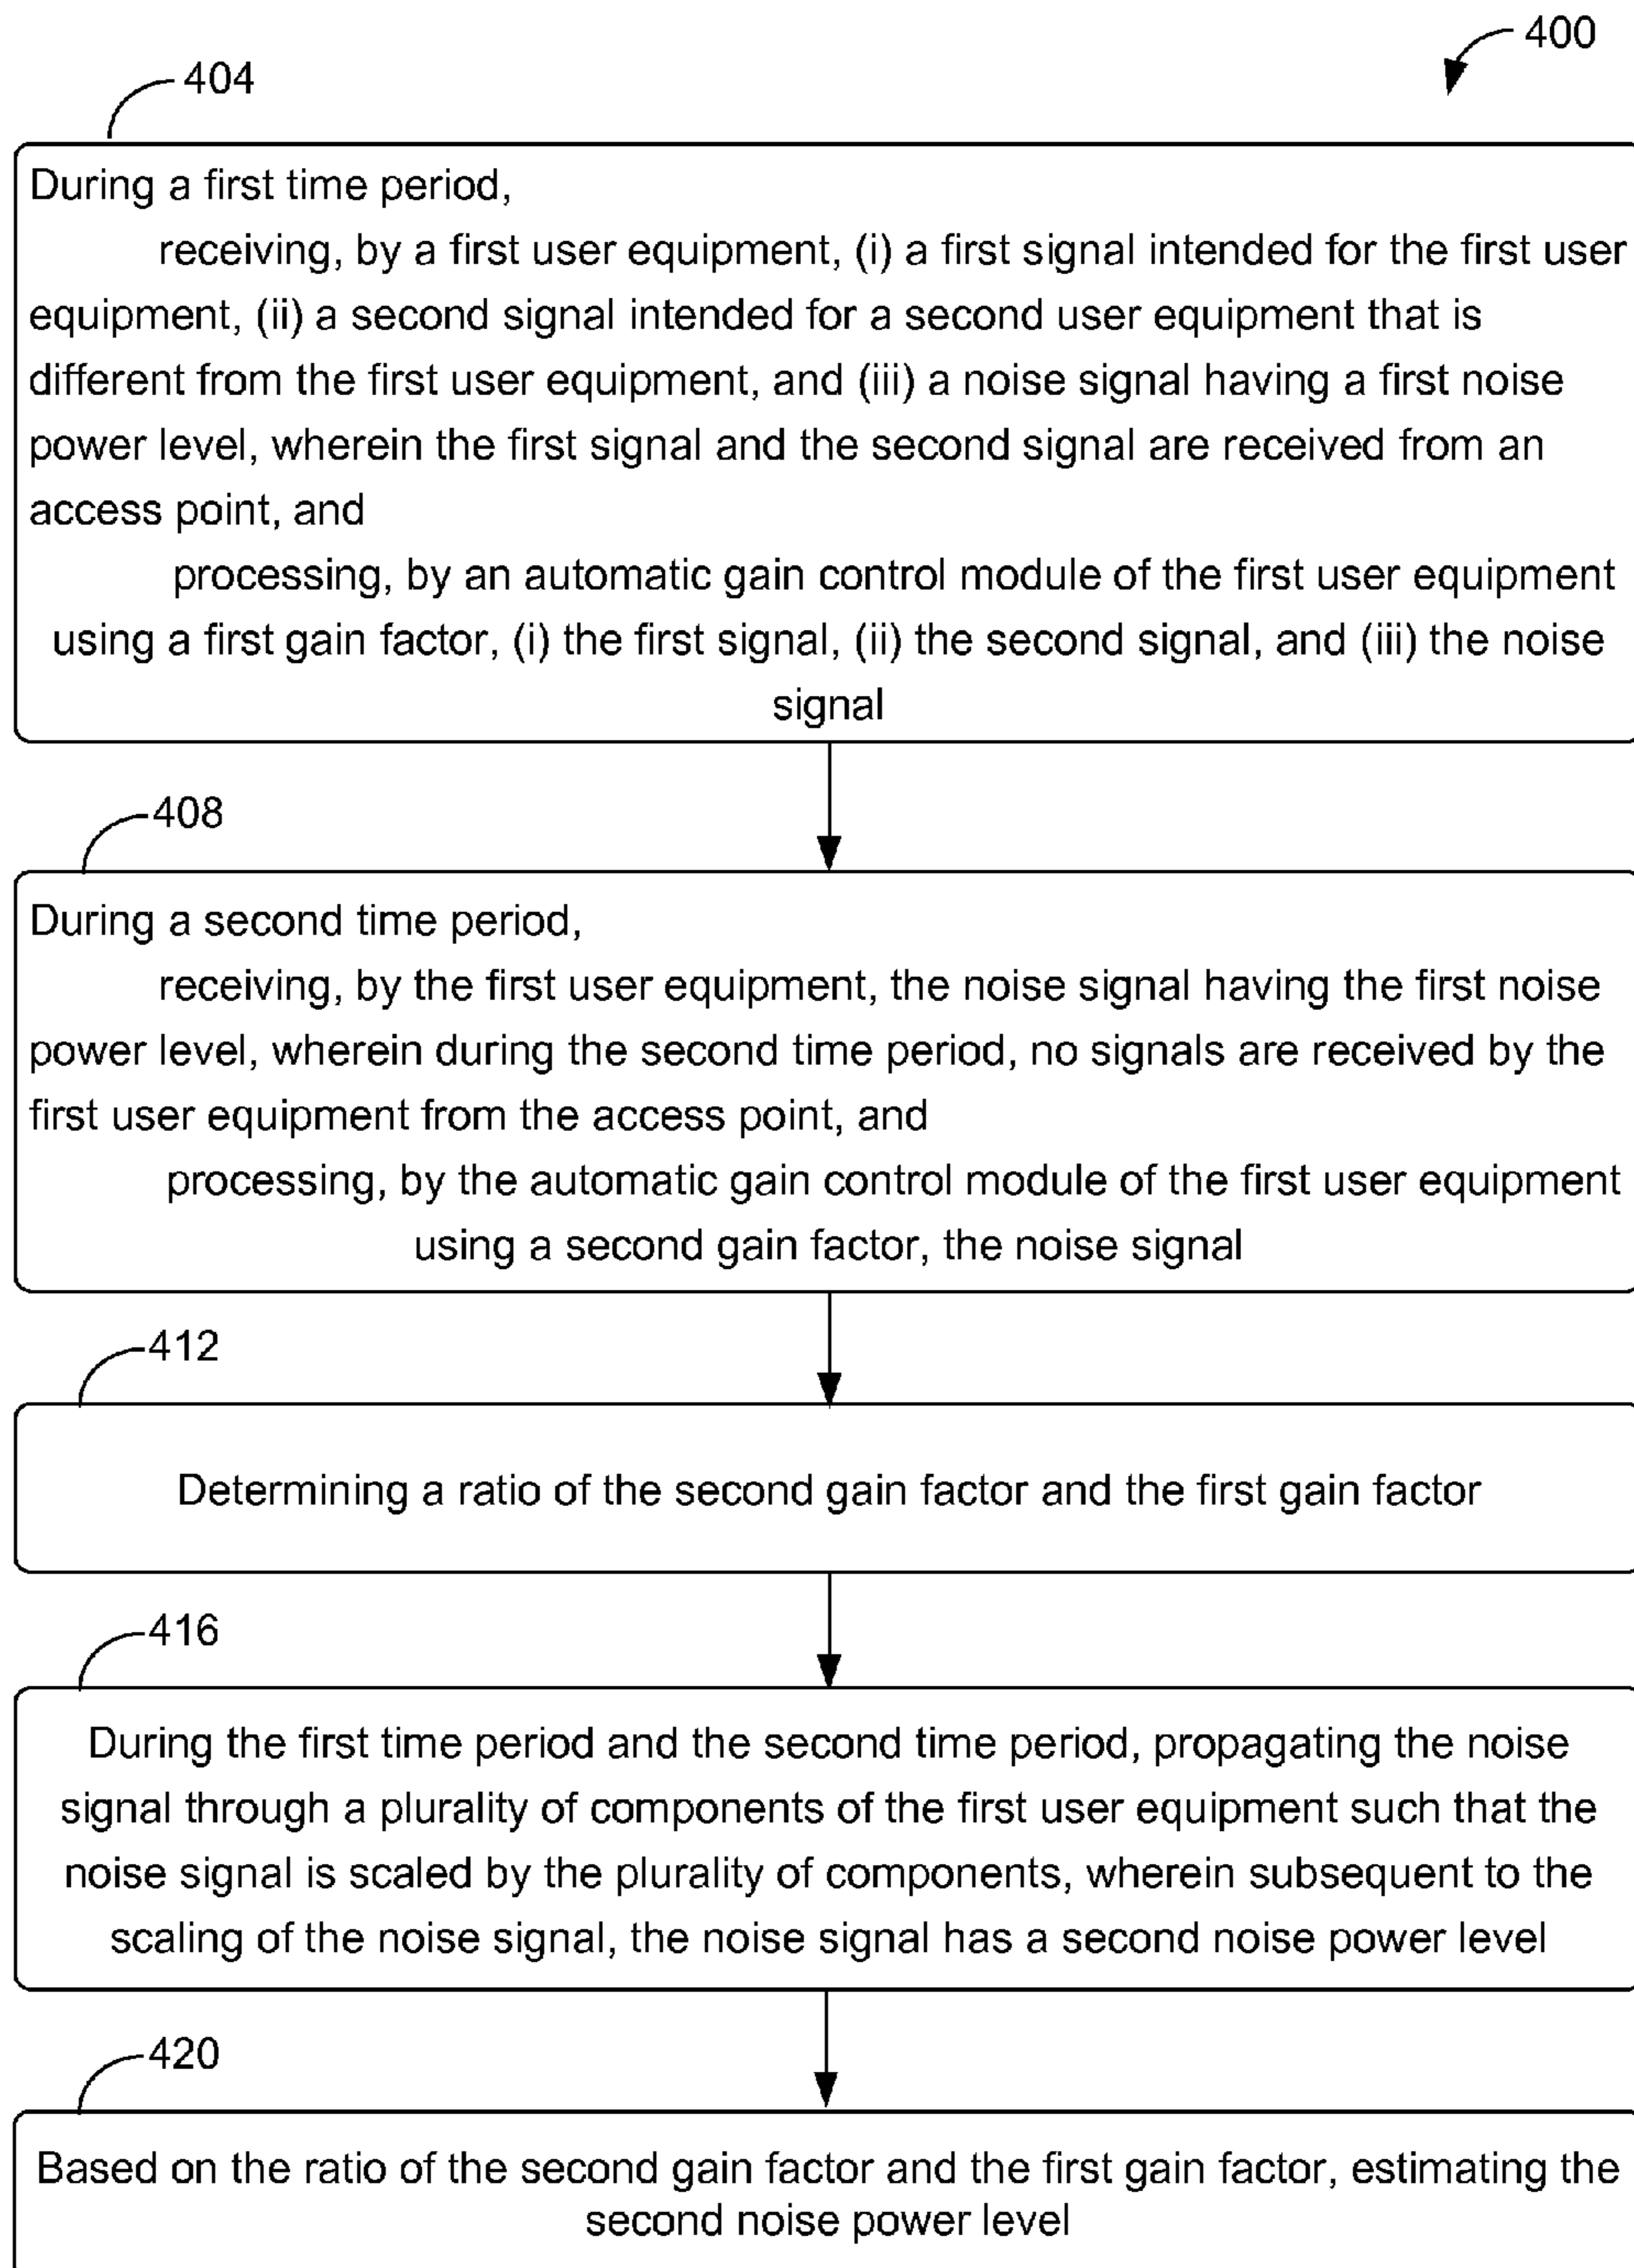 400
404
During a first time period,
receiving, by a first user equipment, (i) a first signal intended for the first user
equipment, (ii) a second signal intended for a second user equipment that is
different from the first user equipment, and (iii) a noise signal having a first noise
power level, wherein the first signal and the second signal are received from an
access point, and
processing, by an automatic gain control module of the first user equipment
using a first gain factor, (i) the first signal, (ii) the second signal, and (iii) the noise
signal
408
During a second time period,
receiving, by the first user equipment, the noise signal having the first noise
power level, wherein during the second time period, no signals are received by the
first user equipment from the access point, and
processing, by the automatic gain control module of the first user equipment
using a second gain factor, the noise signal
412
Determining a ratio of the second gain factor and the first gain factor
416
During the first time period and the second time period, propagating the noise
signal through a plurality of components of the first user equipment such that the
noise signal is scaled by the plurality of components, wherein subsequent to the
scaling of the noise signal, the noise signal has a second noise power level
420
Based on the ratio of the second gain factor and the first gain factor, estimating the
second noise power level